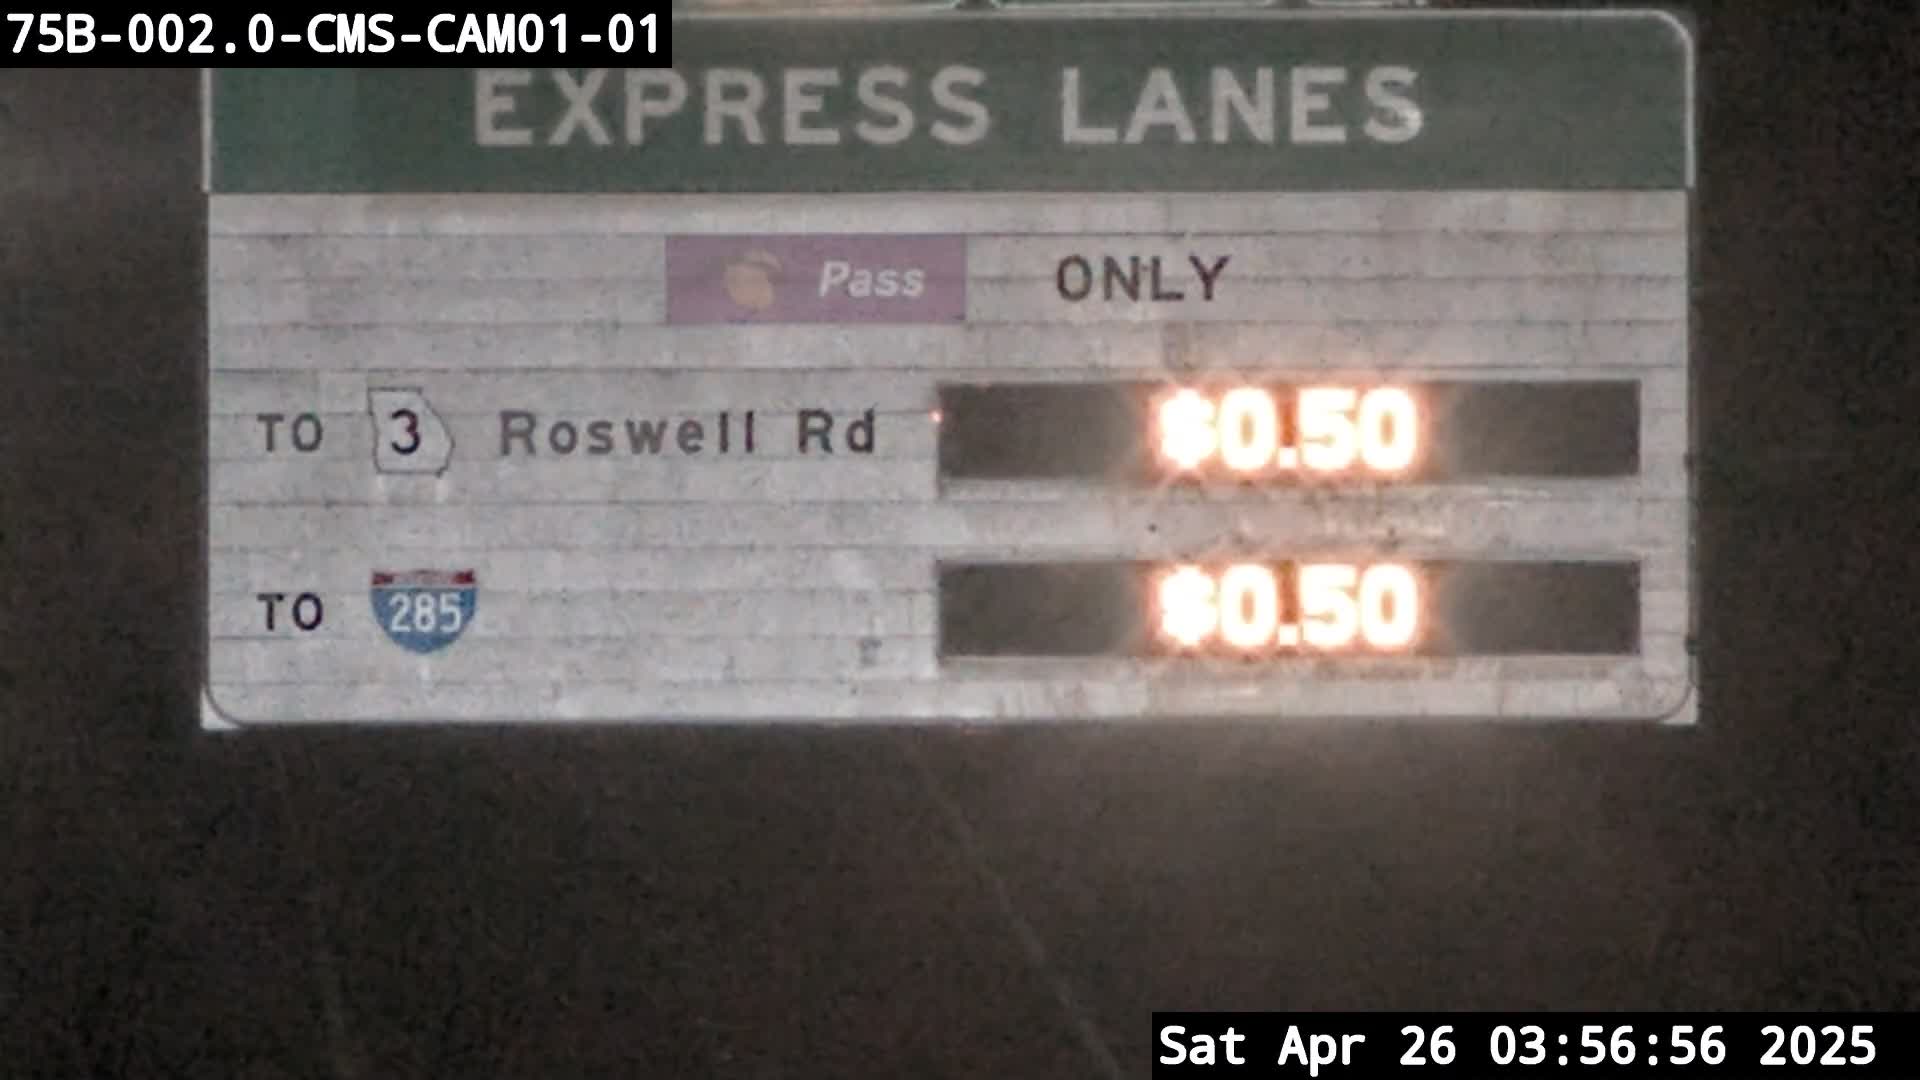 75B-002.0-CMS-CAM01-01
EXPRESS LANES
Pass ONLY
TO 3 Roswell Rd $0.50
TO 285 $0.50
Sat Apr 26 03:56:56 2025